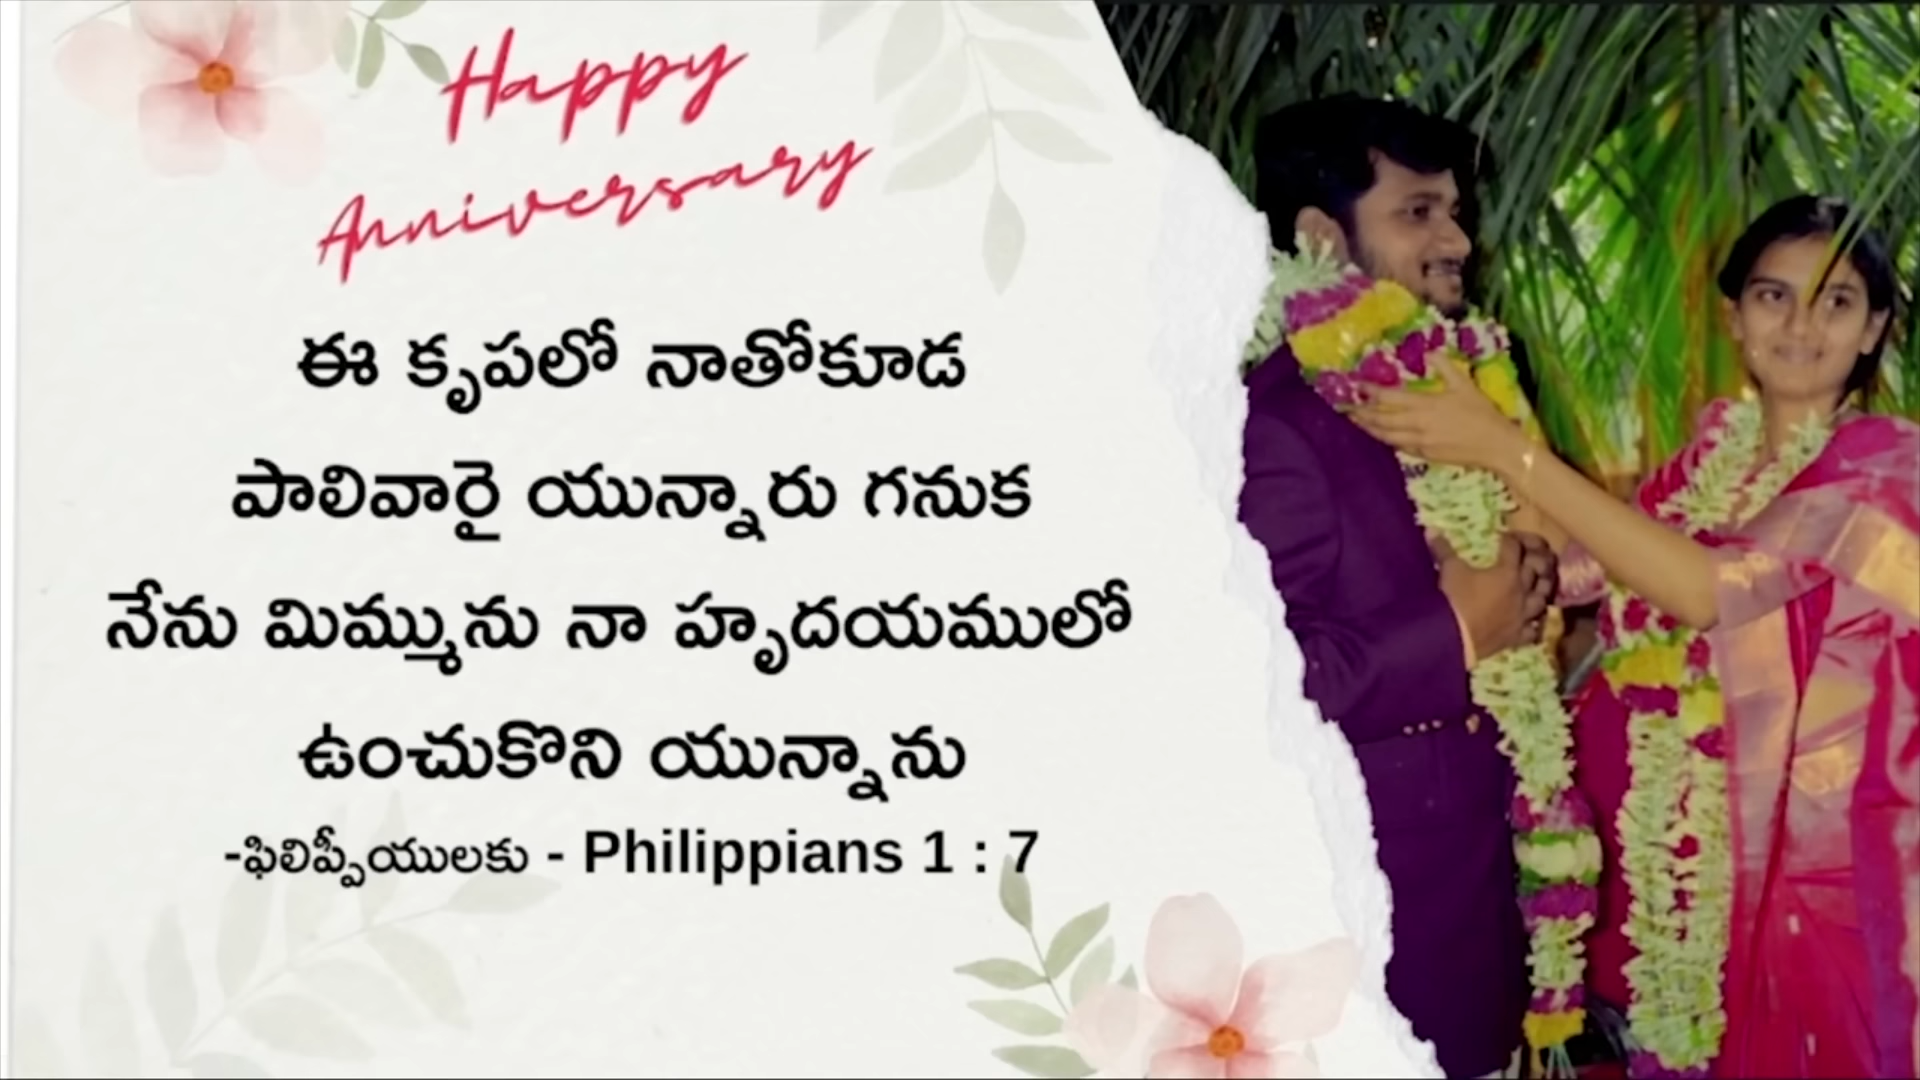 Happy
Anniversary
ఈ కృపలో నాతోకూడ
పాలివారై యున్నారు గనుక
నేను మిమ్మును నా హృదయములో
ఉంచుకొని యున్నాను
-ఫిలిప్పీయులకు - Philippians 1 : 7